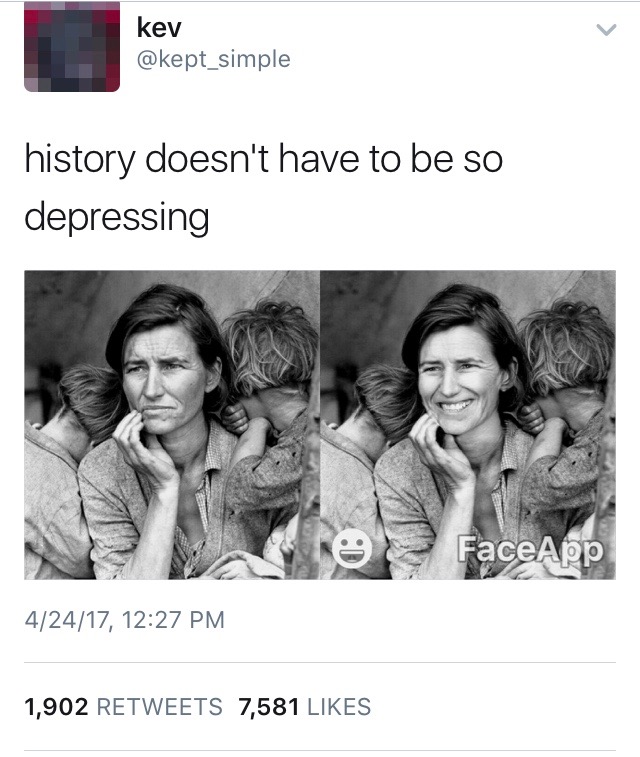 kev
@kept_simple
history doesn't have to be so
depressing
FaceApp
4/24/17, 12:27 PM
1,902 RETWEETS 7,581 LIKES